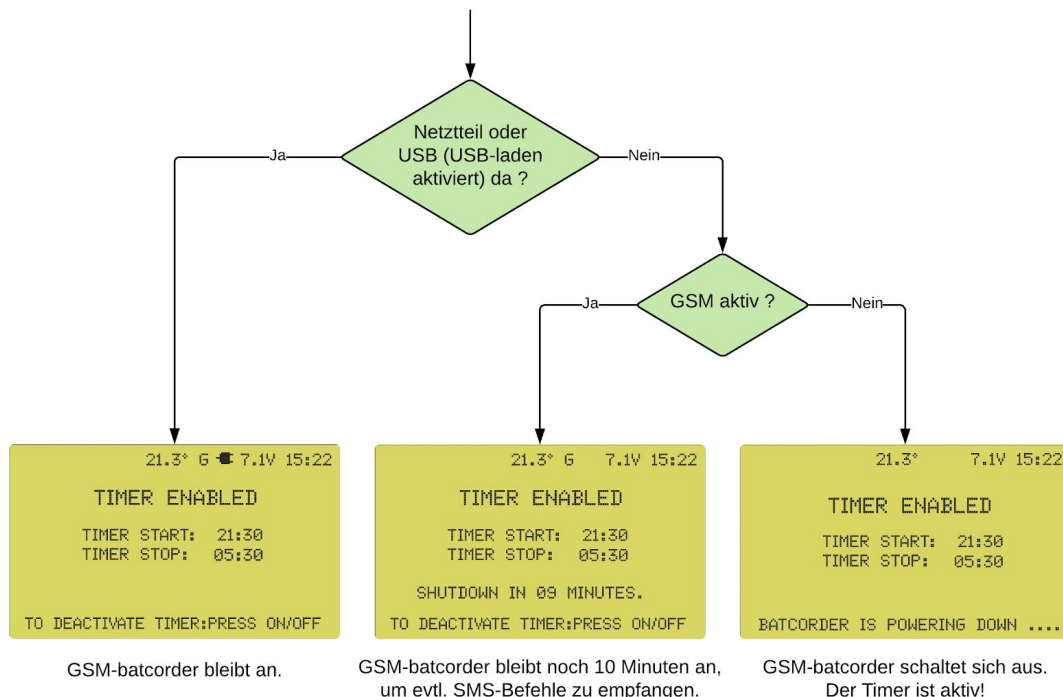 Netztteil oder
USB (USB-laden
aktiviert) da ?
Ja
Nein
GSM aktiv ?
Ja
Nein
21.3° G 7.1V 15:22
TIMER ENABLED
TIMER START: 21:30
TIMER STOP: 05:30
TO DEACTIVATE TIMER:PRESS ON/OFF
GSM-batcorder bleibt an.
21.3° G 7.1V 15:22
TIMER ENABLED
TIMER START: 21:30
TIMER STOP: 05:30
SHUTDOWN IN 09 MINUTES.
TO DEACTIVATE TIMER:PRESS ON/OFF
GSM-batcorder bleibt noch 10 Minuten an,
um evtl. SMS-Befehle zu empfangen.
21.3° 7.1V 15:22
TIMER ENABLED
TIMER START: 21:30
TIMER STOP: 05:30
BATCORDER IS POWERING DOWN ....
GSM-batcorder schaltet sich aus.
Der Timer ist aktiv!